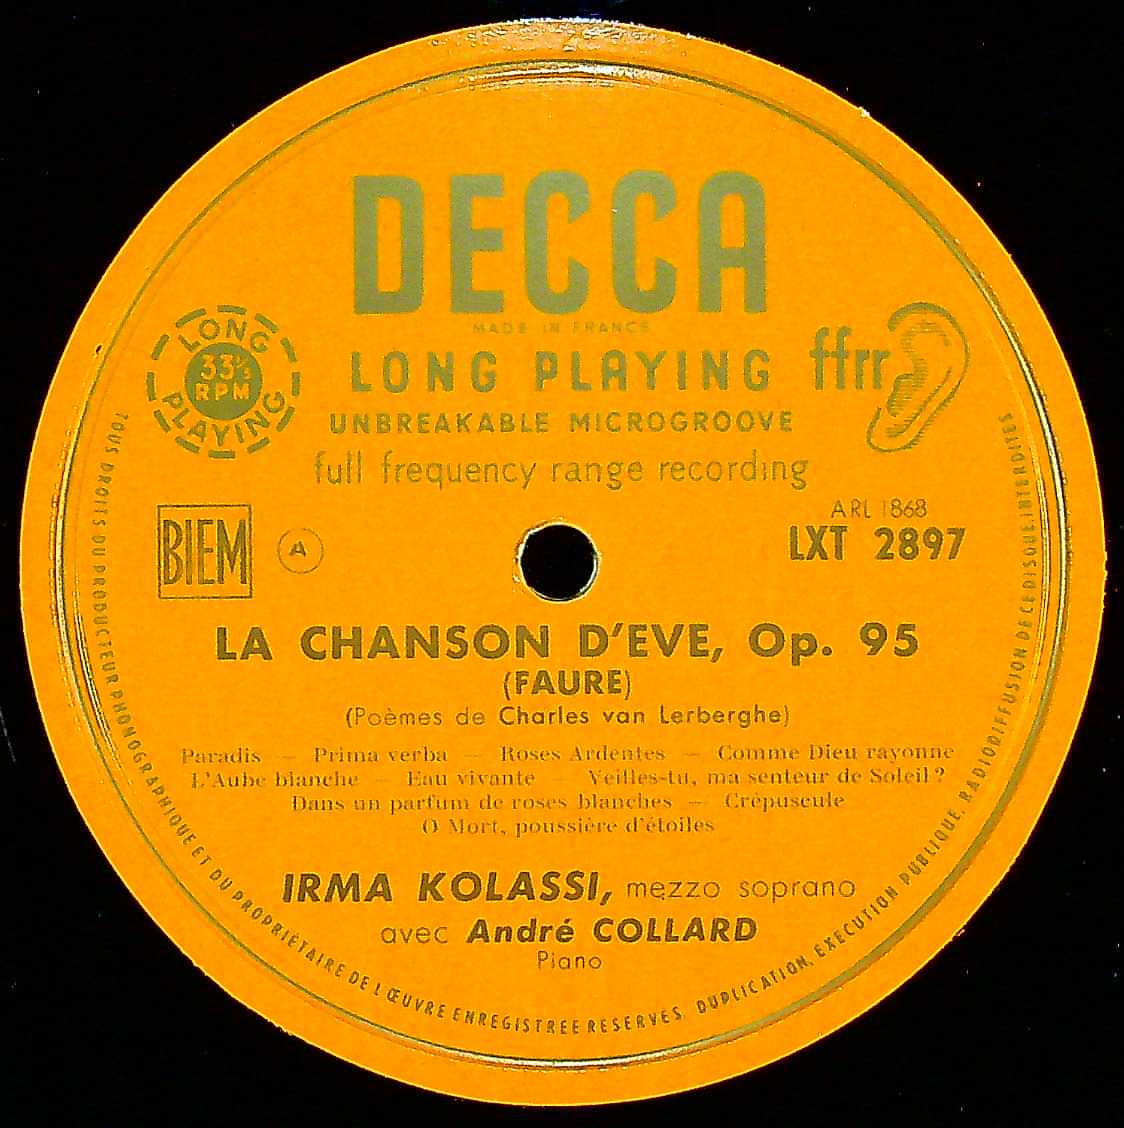 DECCA
MADE IN FRANCE
LONG PLAYING
33⅓
RPM
LONG PLAYING
ffrr
UNBREAKABLE MICROGROOVE
full frequency range recording
BIEM
A
ARL 1868
LXT 2897
LA CHANSON D'EVE, Op. 95
(FAURE)
(Poèmes de Charles van Lerberghe)
Paradis — Prima verba — Roses Ardentes — Comme Dieu rayonne
L'Aube blanche — Eau vivante — Veilles-tu, ma senteur de Soleil ?
Dans un parfum de roses blanches — Crépuscule
O Mort, poussière d'étoiles
IRMA KOLASSI, mezzo soprano
avec André COLLARD
Piano
TOUS DROITS DU PRODUCTEUR PHONOGRAPHIQUE ET DU PROPRIÉTAIRE DE L'ŒUVRE ENREGISTREE RESERVÉS. DUPLICATION, EXECUTION PUBLIQUE, RADIODIFFUSION DE CE DISQUE INTERDITES